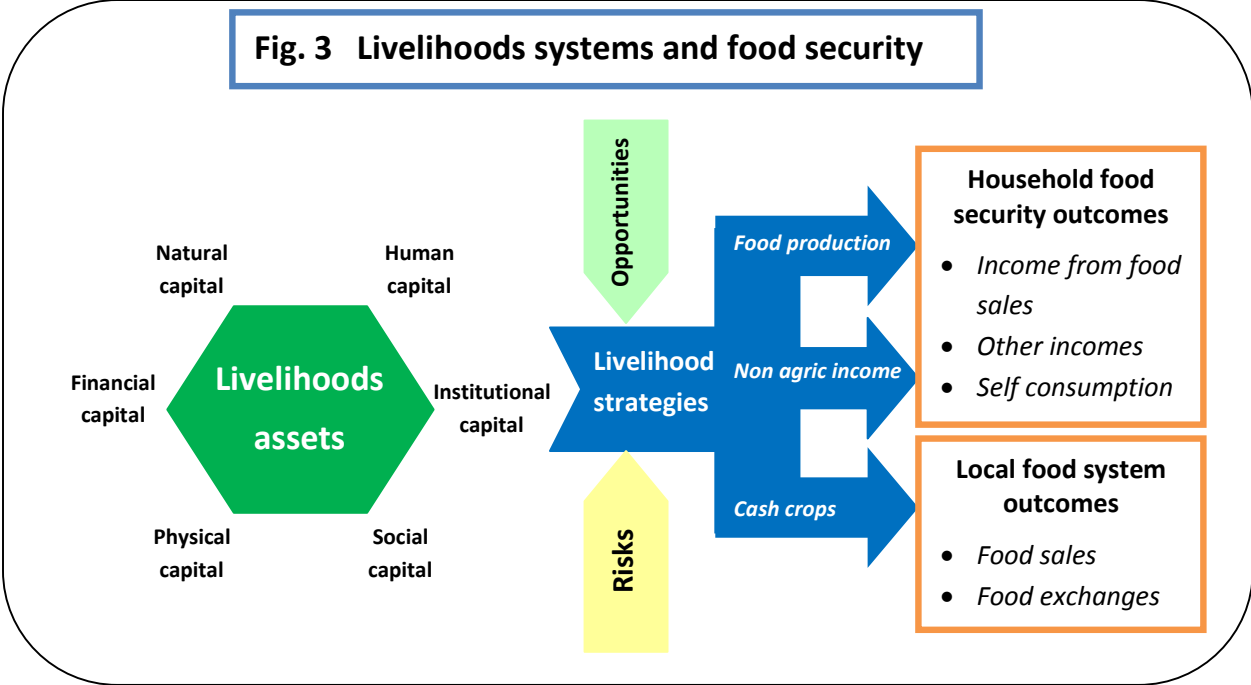 Fig. 3   Livelihoods systems and food security
Opportunities
Natural
capital
Human
capital
Financial
capital
Livelihoods
assets
Institutional
capital
Physical
capital
Social
capital
Livelihood
strategies
Risks
Food production
Non agric income
Cash crops
Household food
security outcomes
• Income from food
sales
• Other incomes
• Self consumption
Local food system
outcomes
• Food sales
• Food exchanges